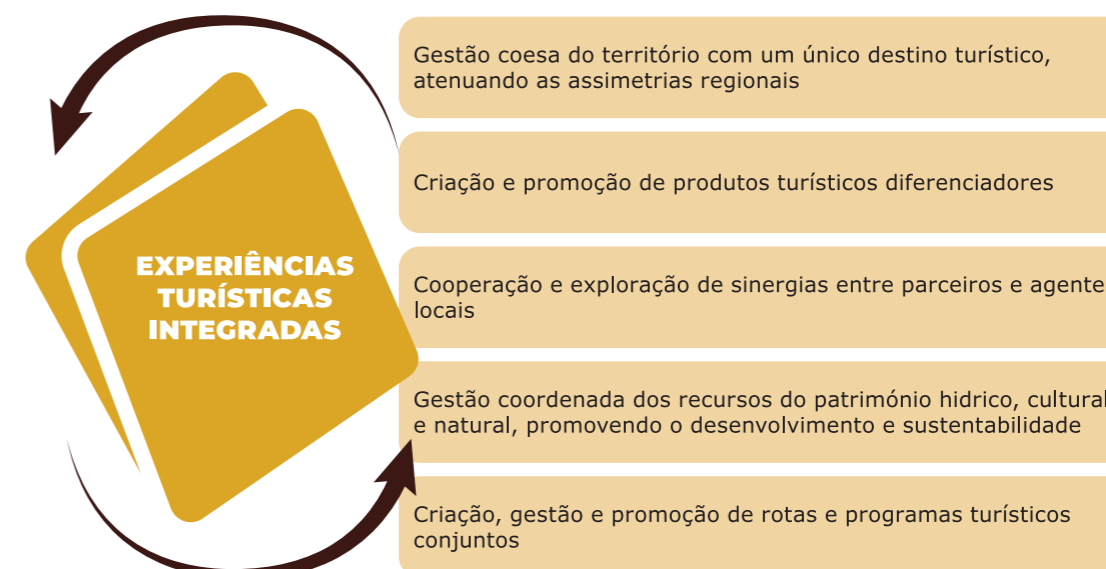 EXPERIÊNCIAS
TURÍSTICAS
INTEGRADAS
Gestão coesa do território com um único destino turístico,
atenuando as assimetrias regionais
Criação e promoção de produtos turísticos diferenciadores
Cooperação e exploração de sinergias entre parceiros e agente
locais
Gestão coordenada dos recursos do património hidrico, cultural
e natural, promovendo o desenvolvimento e sustentabilidade
Criação, gestão e promoção de rotas e programas turísticos
conjuntos